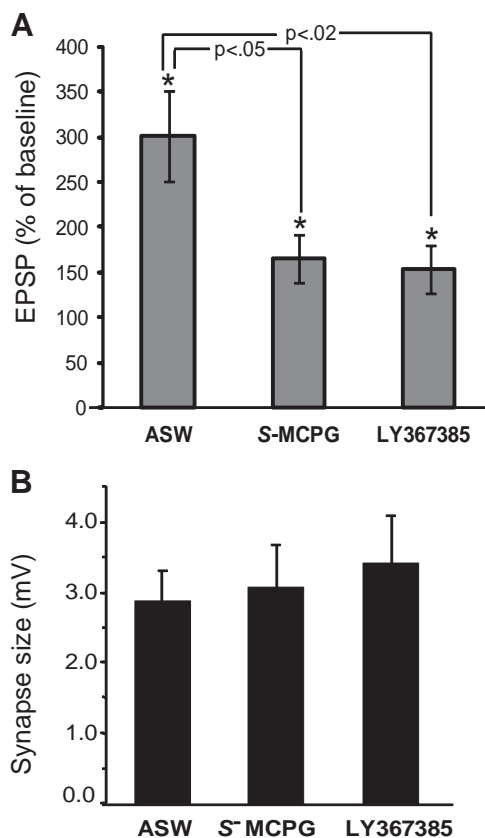 A
p<.02
p<.05
400
350
300
250
200
150
100
50
0
* * *
EPSP (% of baseline)
ASW S-MCPG LY367385
B
4.0
3.0
2.0
1.0
0.0
Synapse size (mV)
ASW S- MCPG LY367385